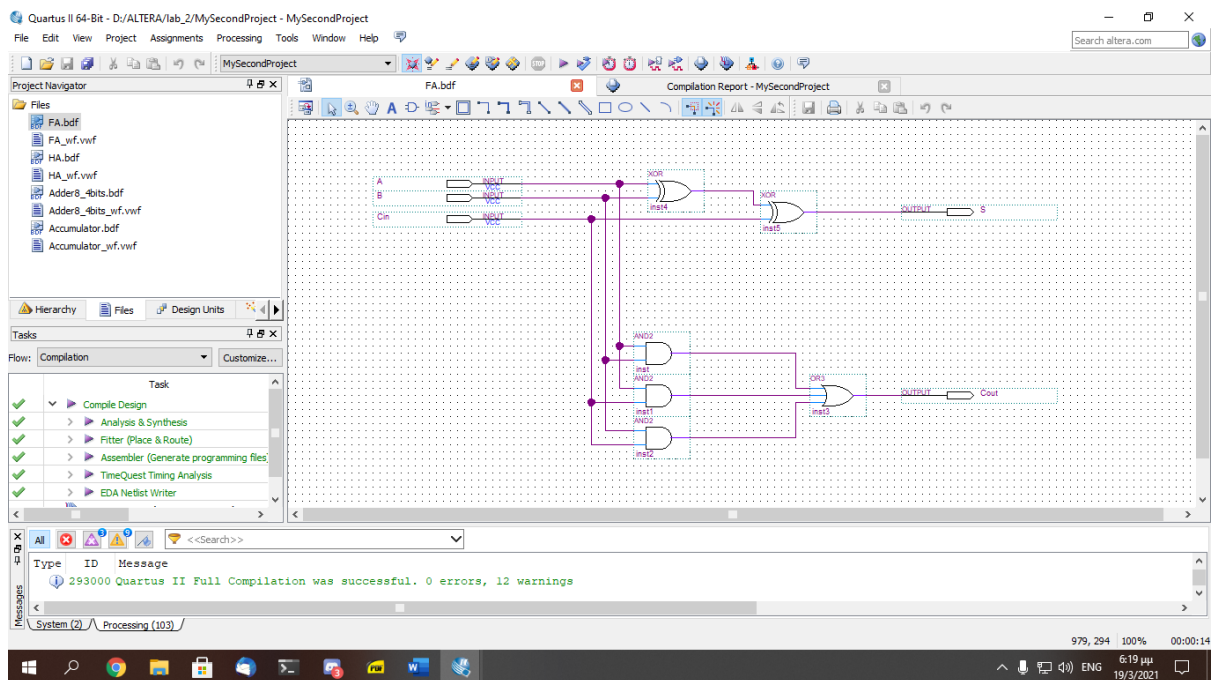 Quartus II 64-Bit - D:/ALTERA/lab_2/MySecondProject - MySecondProject
File Edit View Project Assignments Processing Tools Window Help
Search altera.com
MySecondProject
Project Navigator
Files
FA.bdf
FA_wf.vwf
HA.bdf
HA_wf.vwf
Adder8_4bits.bdf
Adder8_4bits_wf.vwf
Accumulator.bdf
Accumulator_wf.vwf
Hierarchy Files Design Units
Tasks
Flow: Compilation Customize...
Task
Compile Design
Analysis & Synthesis
Fitter (Place & Route)
Assembler (Generate programming files)
TimeQuest Timing Analysis
EDA Netlist Writer
FA.bdf
Compilation Report - MySecondProject
A INPUT
VCC
B INPUT
VCC
Cin INPUT
VCC
XOR
inst4
XOR
inst5
OUTPUT S
AND2
inst
AND2
inst1
AND2
inst2
OR3
inst3
OUTPUT Cout
All 3 9 <<Search>>
Type ID Message
293000 Quartus II Full Compilation was successful. 0 errors, 12 warnings
Messages
System (2) Processing (103)
979, 294 100% 00:00:14
ENG
6:19 μμ
19/3/2021